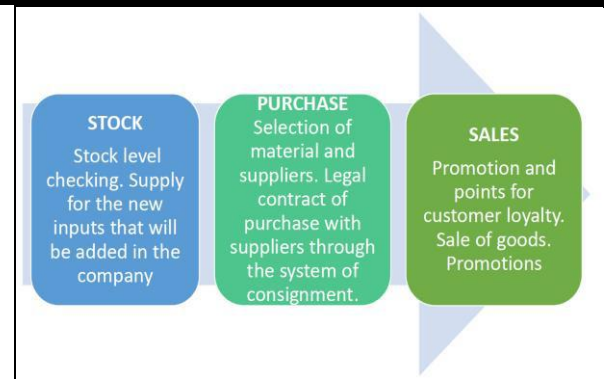 STOCK
Stock level
checking. Supply
for the new
inputs that will
be added in the
company
PURCHASE
Selection of
material and
suppliers. Legal
contract of
purchase with
suppliers through
the system of
consignment.
SALES
Promotion and
points for
customer loyalty.
Sale of goods.
Promotions